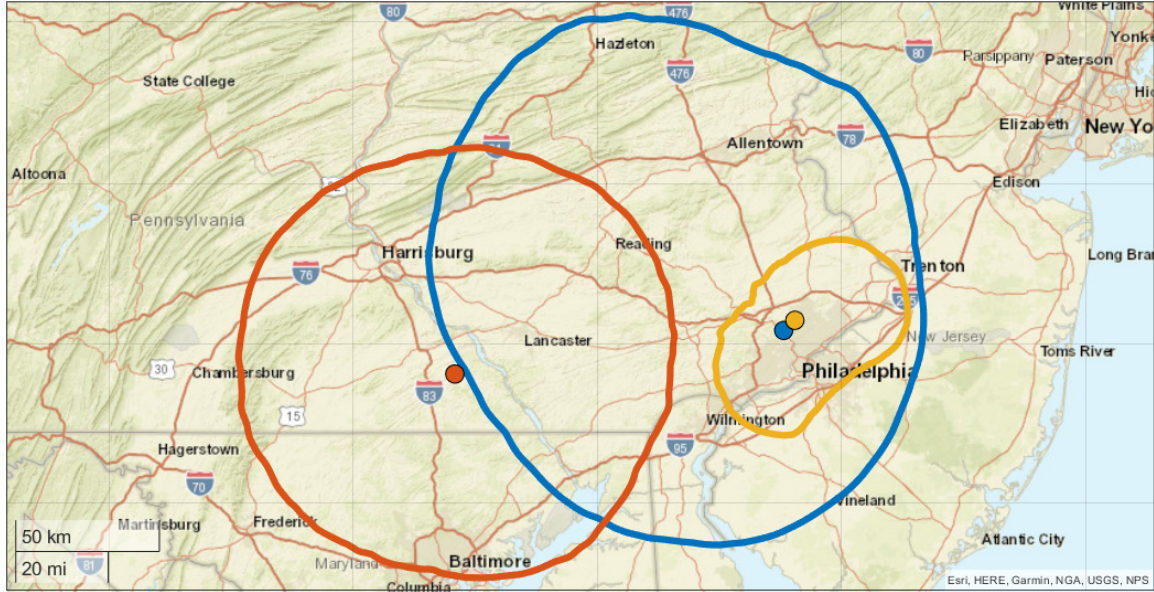 80
476
White Plains
Hazleton
80
Parsippany
Paterson
State College
476
Elizabeth
New Yo
Allentown
78
Altoona
Edison
Pennsylvania
Reading
Harrisburg
Long Bran
76
Trenton
Lancaster
New Jersey
Toms River
30
Chambersburg
Philadelphia
83
15
Wilmington
Hagerstown
95
70
Vineland
Martinsburg
Frederick
50 km
Atlantic City
20 mi
81
Maryland
Baltimore
Columbia
Esri, HERE, Garmin, NGA, USGS, NPS